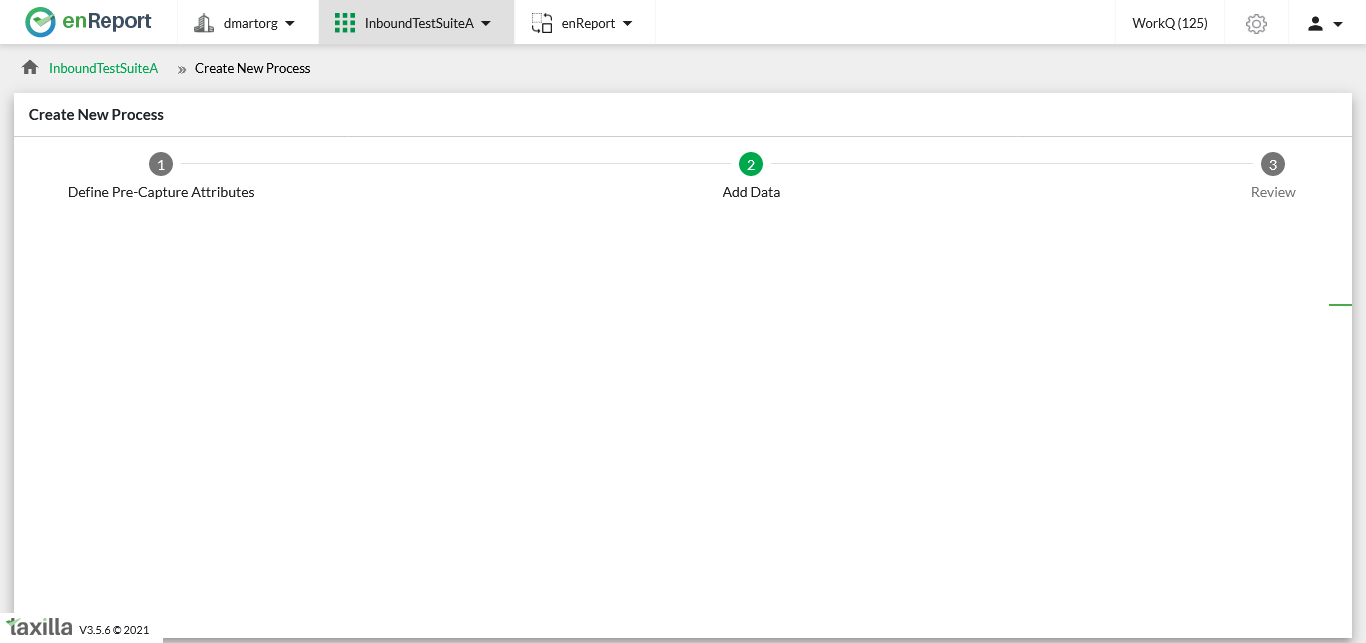 enReport
dmartorg
InboundTestSuiteA
enReport
WorkQ (125)
InboundTestSuiteA » Create New Process
Create New Process
1
2
3
Define Pre-Capture Attributes
Add Data
Review
taxilla V3.5.6 © 2021